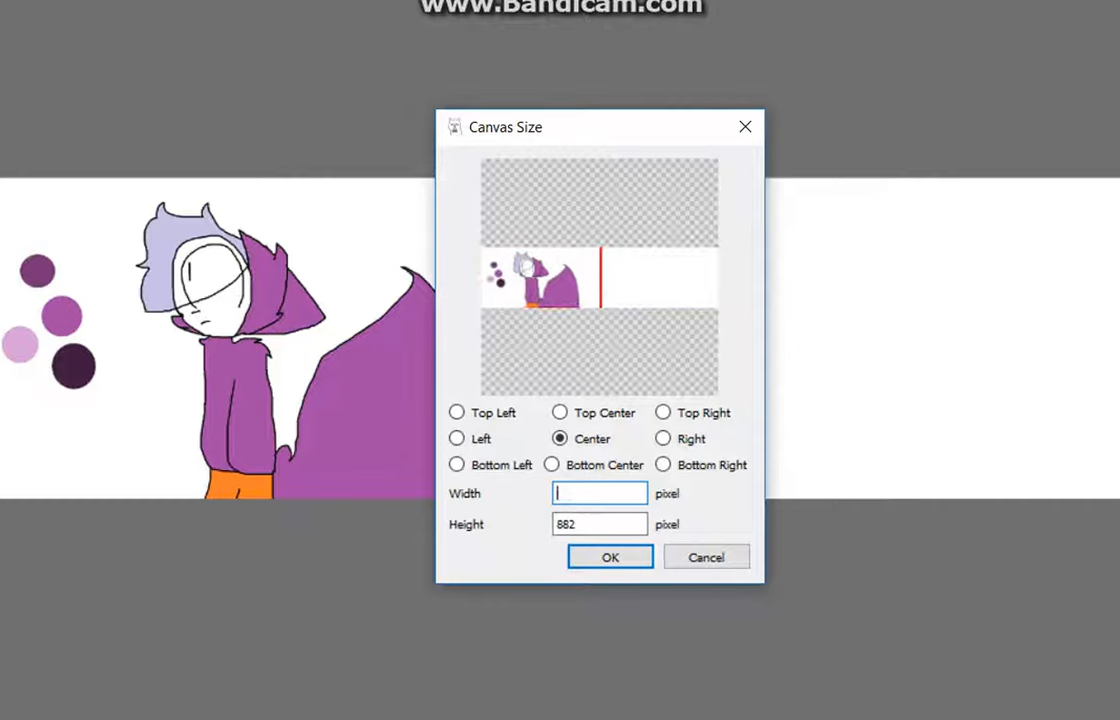 www.Bandicam.com
Canvas Size
Top Left Top Center Top Right
Left Center Right
Bottom Left Bottom Center Bottom Right
Width pixel
Height 882 pixel
OK Cancel